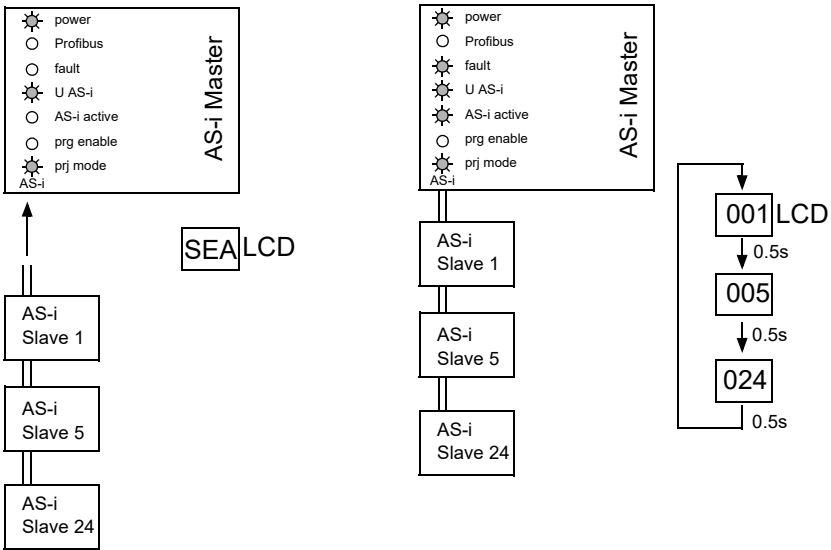 power
Profibus
fault
U AS-i
AS-i active
prg enable
prj mode
AS-i
AS-i Master
SEA LCD
AS-i
Slave 1
AS-i
Slave 5
AS-i
Slave 24
power
Profibus
fault
U AS-i
AS-i active
prg enable
prj mode
AS-i
AS-i Master
AS-i
Slave 1
AS-i
Slave 5
AS-i
Slave 24
001 LCD
0.5s
005
0.5s
024
0.5s